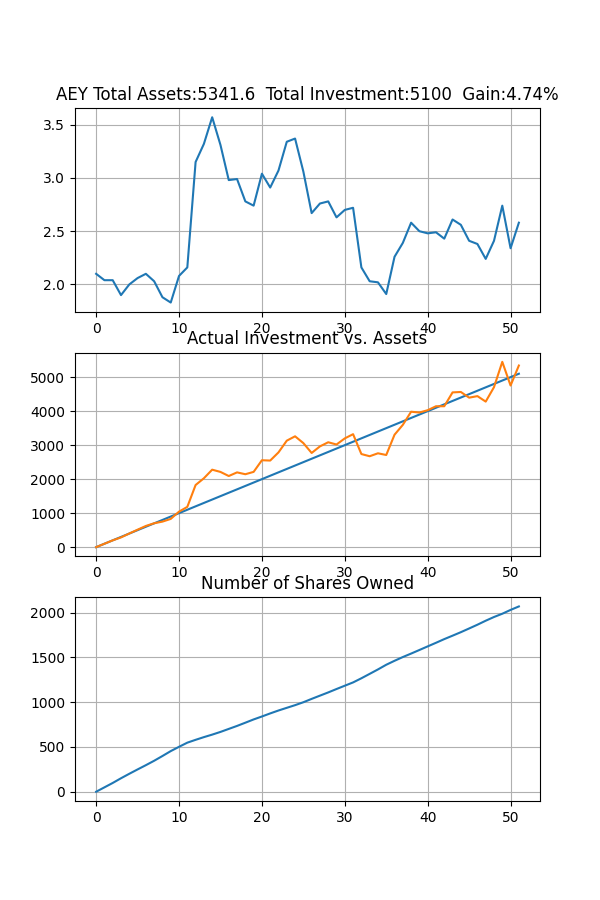 AEY Total Assets:5341.6  Total Investment:5100  Gain:4.74%
3.5
3.0
2.5
2.0
0 10 20 30 40 50
Actual Investment vs. Assets
5000
4000
3000
2000
1000
0
0 10 20 30 40 50
Number of Shares Owned
2000
1500
1000
500
0
0 10 20 30 40 50